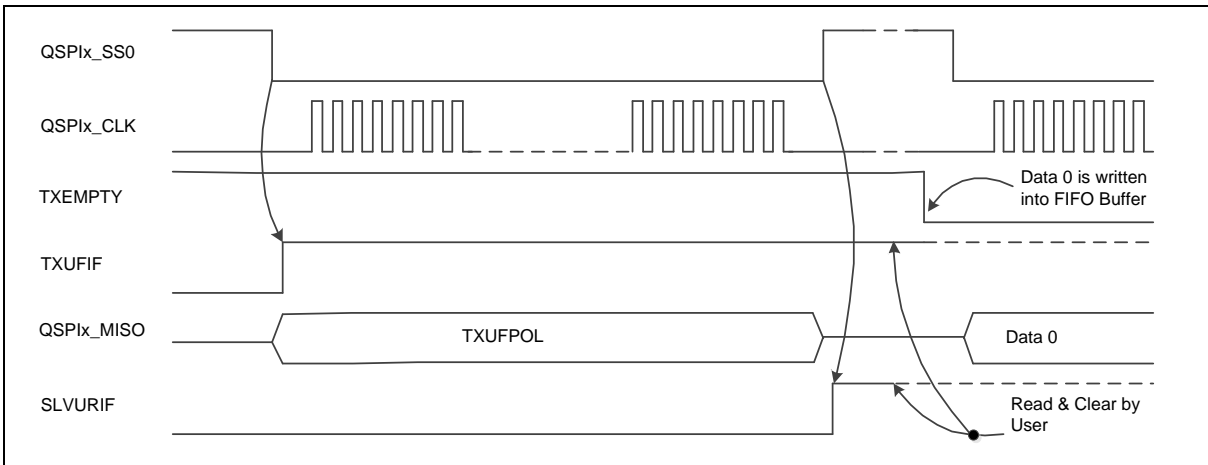 QSPIx_SS0
QSPIx_CLK
TXEMPTY
Data 0 is written
into FIFO Buffer
TXUFIF
QSPIx_MISO
TXUFPOL
Data 0
SLVURIF
Read & Clear by
User